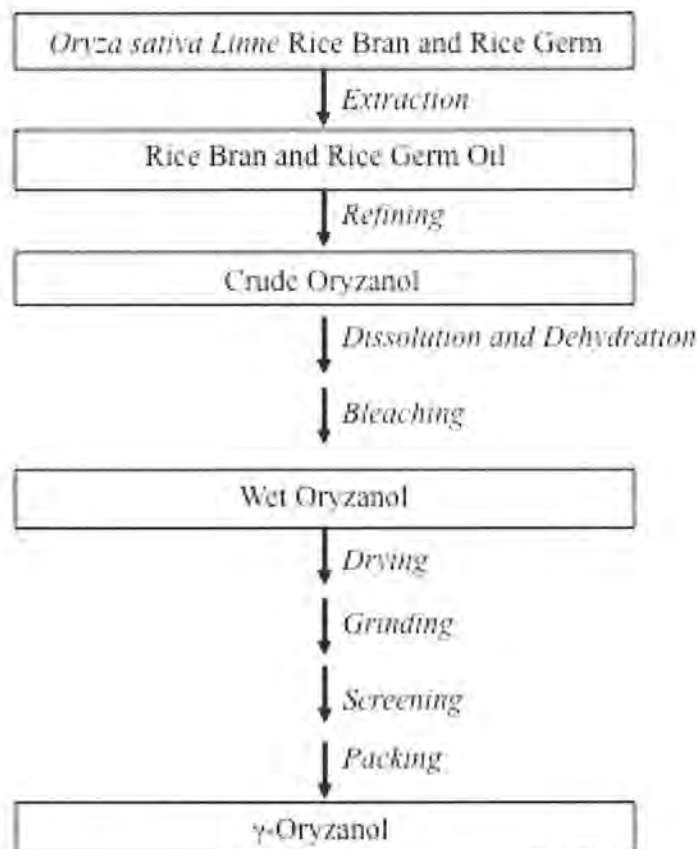 Oryza sativa Linne Rice Bran and Rice Germ
Extraction
Rice Bran and Rice Germ Oil
Refining
Crude Oryzanol
Dissolution and Dehydration
Bleaching
Wet Oryzanol
Drying
Grinding
Screening
Packing
γ-Oryzanol